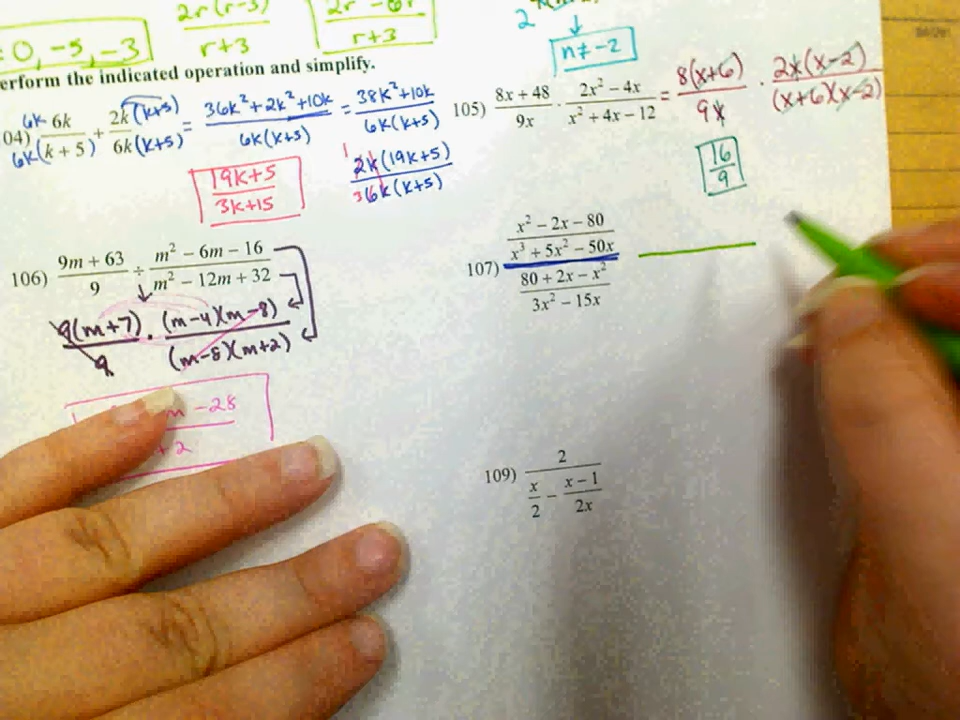 2r(r-3)
r+3
2r -6r
r+3
2
n ≠ -2
=0, -5, -3
erform the indicated operation and simplify.
04) 6k 6k / 6k(k + 5) + 2k(k+5) / 6k(k+5) = 36k² + 2k² + 10k / 6k(k+5) = 38k² + 10k / 6k(k+5)
1 2k(19k+5) / 3 6k(k+5)
19k+5 / 3k+15
105) 8x + 48 / 9x · 2x² − 4x / x² + 4x − 12 = 8(x+6) / 9x · 2x(x-2) / (x+6)(x-2)
16 / 9
106) 9m + 63 / 9 ÷ m² − 6m − 16 / m² − 12m + 32
9(m+7) / 9 · (m-4)(m-8) / (m-8)(m+2)
m -28
+2
107) x² − 2x − 80
x³ + 5x² − 50x
80 + 2x − x²
3x² − 15x
109) 2
x / 2 − x − 1 / 2x